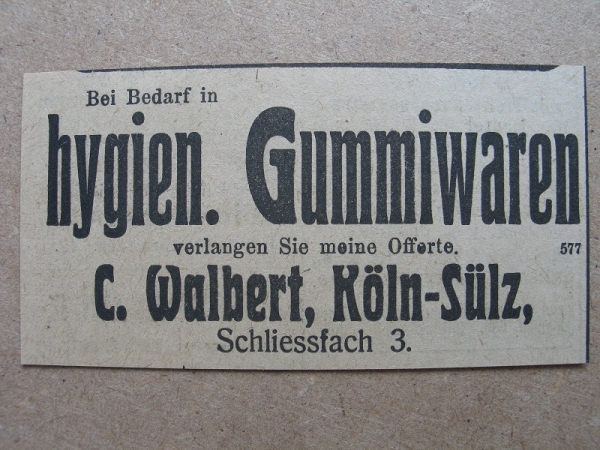 Bei Bedarf in
hygien. Gummiwaren
verlangen Sie meine Offerte. 577
C. Walbert, Köln-Sülz,
Schliessfach 3.